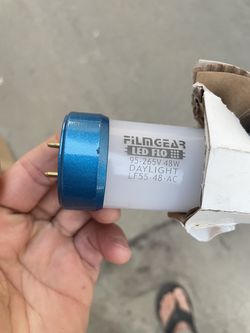 FILMGEAR
LED FLO
95-265V 48W
DAYLIGHT
LF55-48-AC